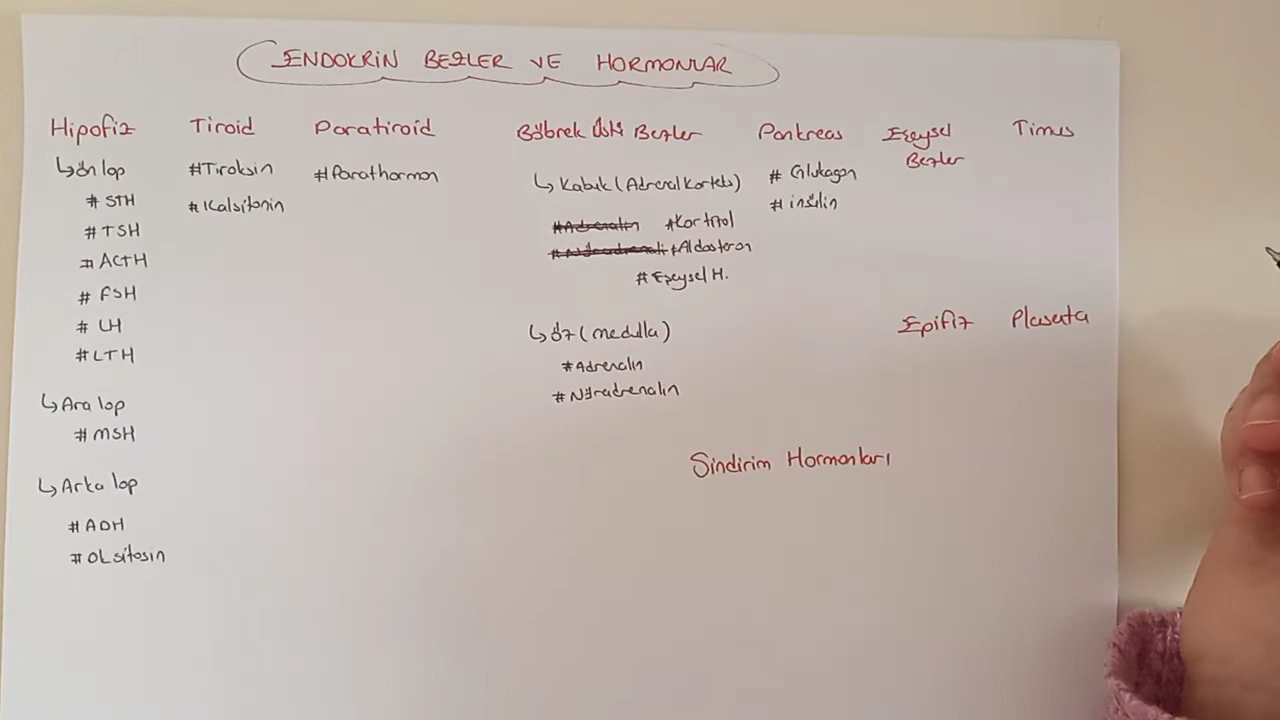 ENDOKRİN BEZLER VE HORMONLAR
Hipofiz
↳ön lop
# STH
# TSH
# ACTH
# FSH
# LH
# LTH
↳Ara lop
# MSH
↳Arka lop
# ADH
# Oksitosin
Tiroid
#Tiroksin
#Kalsitonin
Paratiroid
#Parathormon
Böbrek Üstü Bezler
↳Kabuk (Adrenal Korteks)
#Adrenalin #Kortizol
#Aldosteron
#Eşeysel H.
↳öz (medulla)
#Adrenalin
#Nöradrenalin
Pankreas
# Glukagon
# insülin
Eşeysel
Bezler
Timus
Epifiz
Plasenta
Sindirim Hormonları